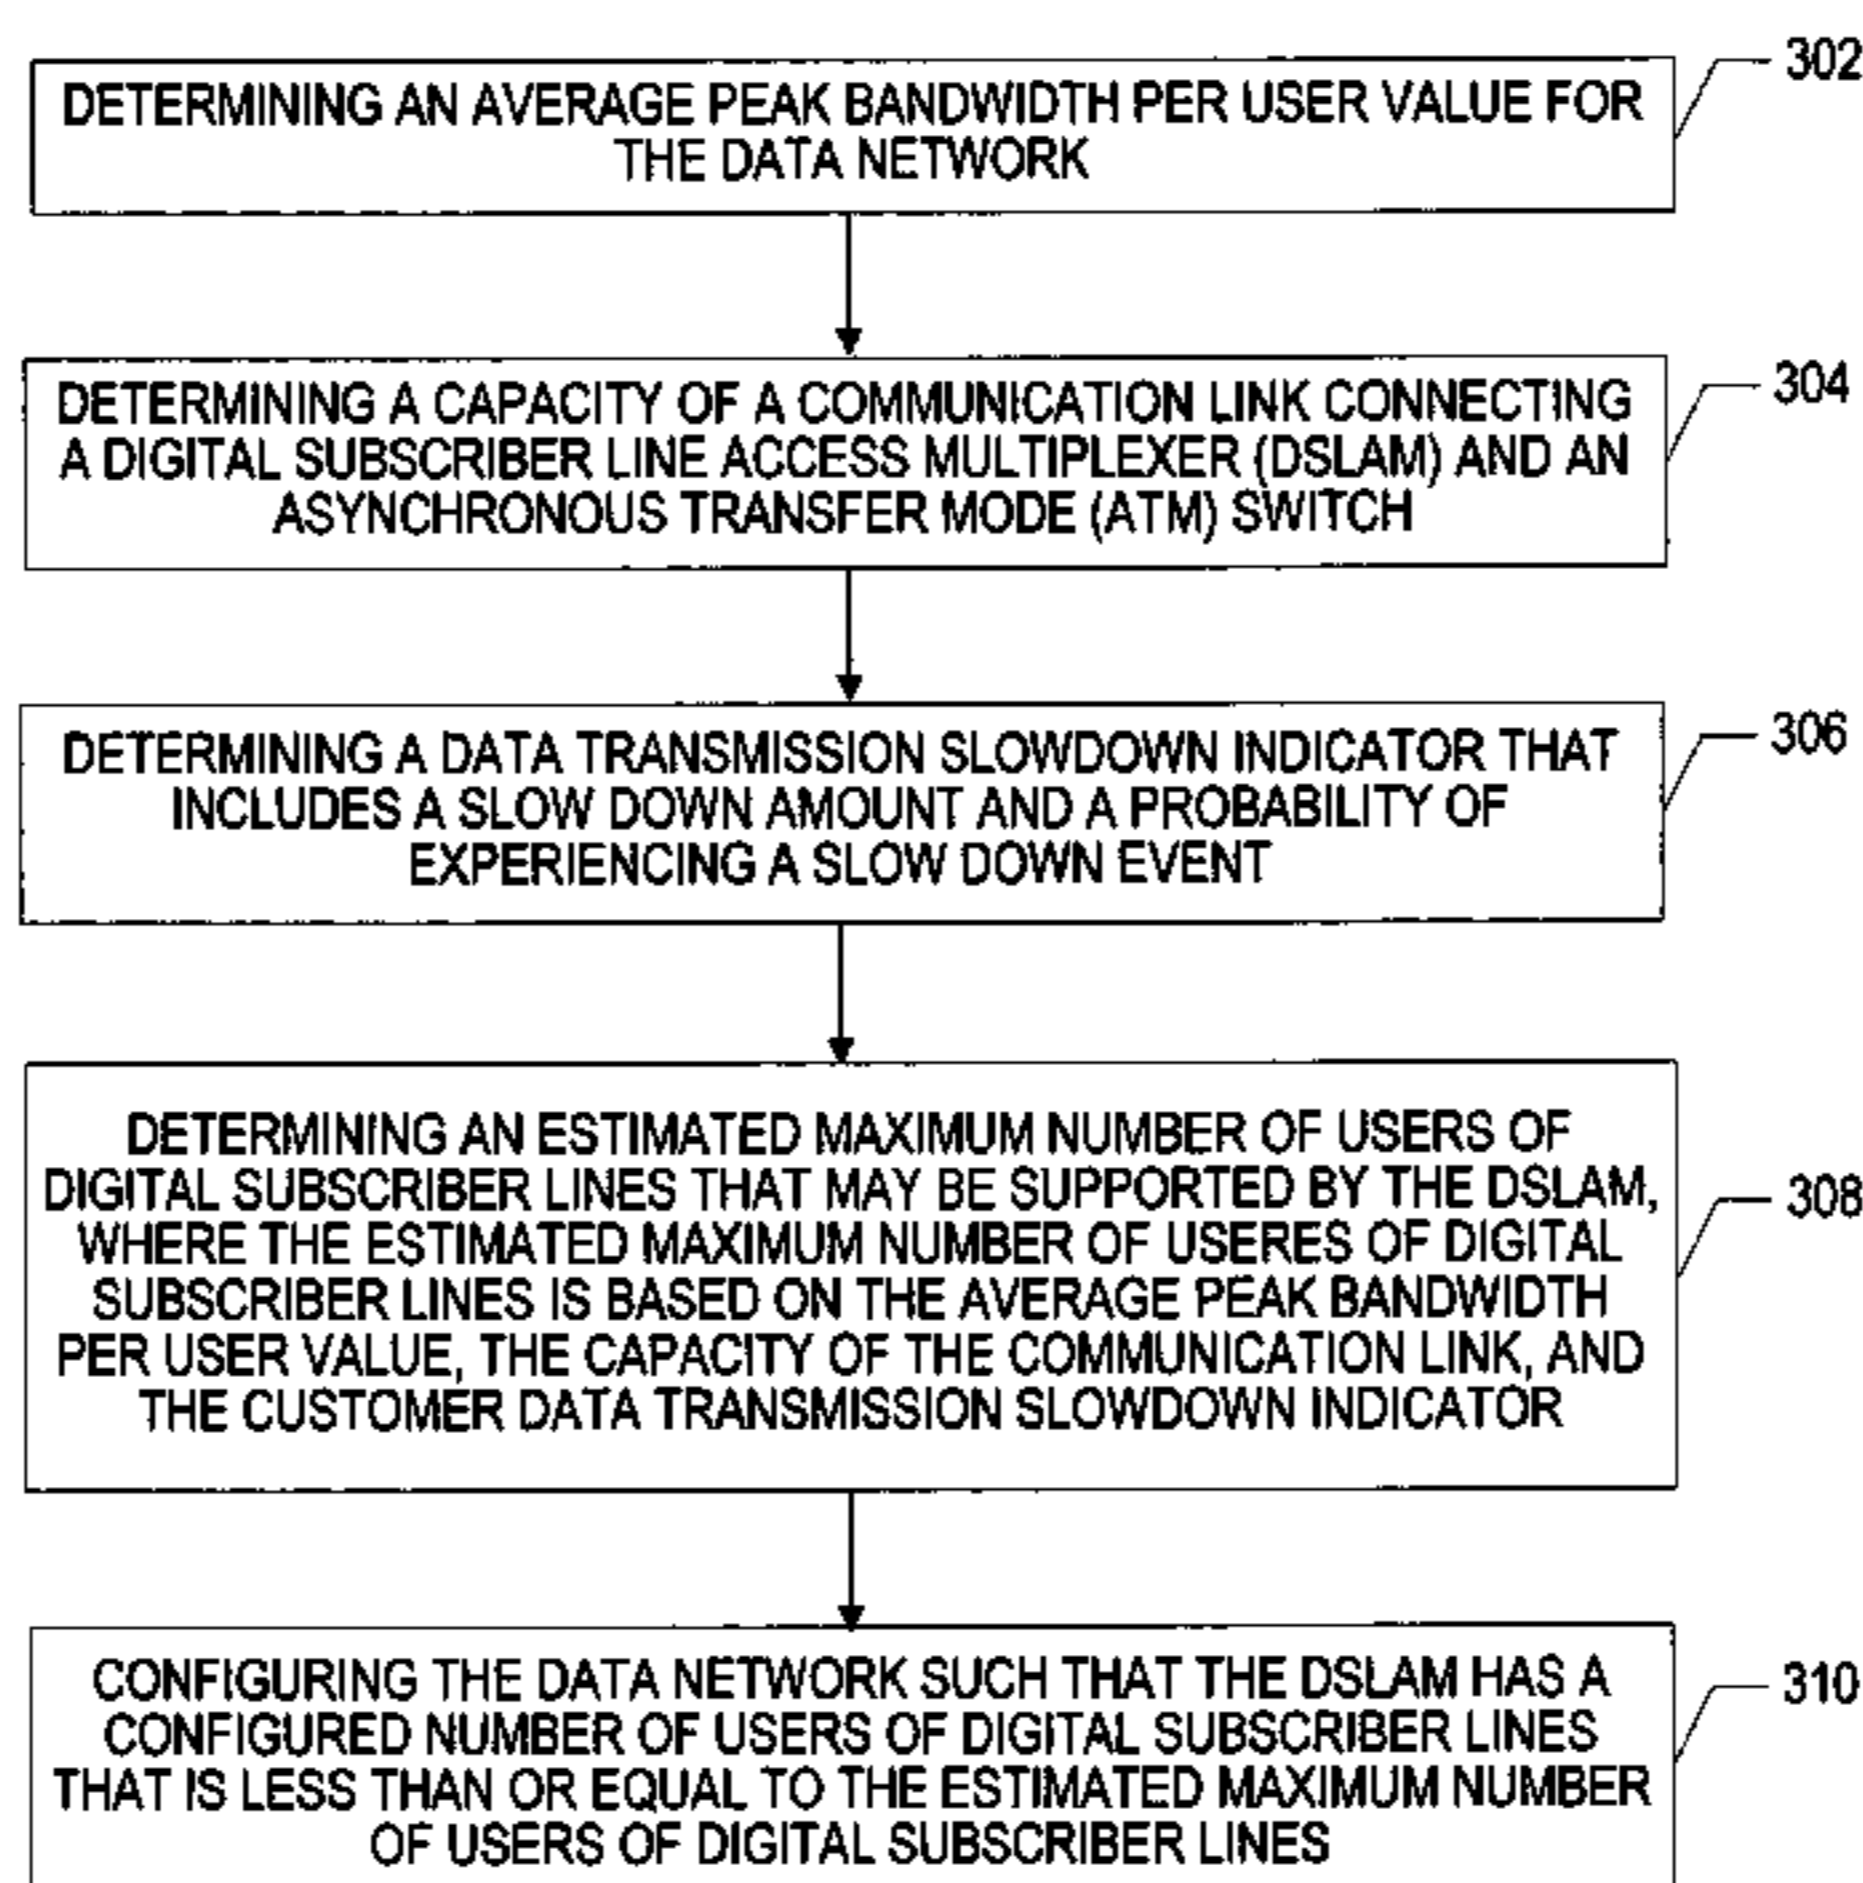 302
DETERMINING AN AVERAGE PEAK BANDWIDTH PER USER VALUE FOR
THE DATA NETWORK
304
DETERMINING A CAPACITY OF A COMMUNICATION LINK CONNECTING
A DIGITAL SUBSCRIBER LINE ACCESS MULTIPLEXER (DSLAM) AND AN
ASYNCHRONOUS TRANSFER MODE (ATM) SWITCH
306
DETERMINING A DATA TRANSMISSION SLOWDOWN INDICATOR THAT
INCLUDES A SLOW DOWN AMOUNT AND A PROBABILITY OF
EXPERIENCING A SLOW DOWN EVENT
DETERMINING AN ESTIMATED MAXIMUM NUMBER OF USERS OF
DIGITAL SUBSCRIBER LINES THAT MAY BE SUPPORTED BY THE DSLAM,
308
WHERE THE ESTIMATED MAXIMUM NUMBER OF USERES OF DIGITAL
SUBSCRIBER LINES IS BASED ON THE AVERAGE PEAK BANDWIDTH
PER USER VALUE, THE CAPACITY OF THE COMMUNICATION LINK, AND
THE CUSTOMER DATA TRANSMISSION SLOWDOWN INDICATOR
310
CONFIGURING THE DATA NETWORK SUCH THAT THE DSLAM HAS A
CONFIGURED NUMBER OF USERS OF DIGITAL SUBSCRIBER LINES
THAT IS LESS THAN OR EQUAL TO THE ESTIMATED MAXIMUM NUMBER
OF USERS OF DIGITAL SUBSCRIBER LINES